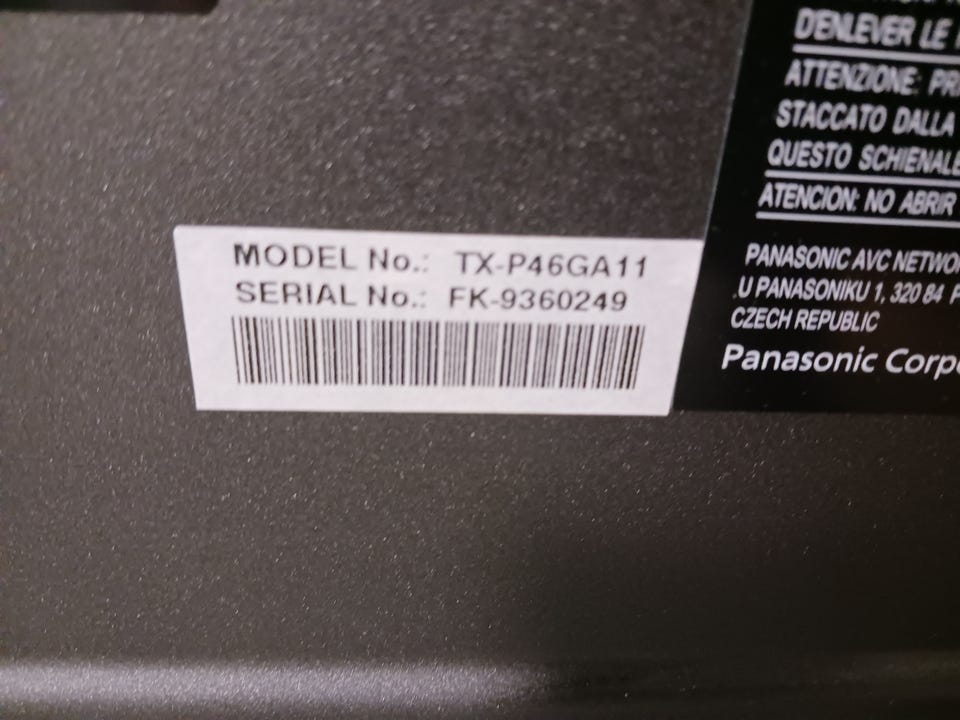 MODEL No.: TX-P46GA11
SERIAL No.: FK-9360249
D'ENLEVER LE
ATTENZIONE:
STACCATO DALLA
QUESTO SCHIENALE
ATENCION: NO ABRIR
PANASONIC AVC
U PANASONIKU 1, 320 84
CZECH REPUBLIC
Panasonic